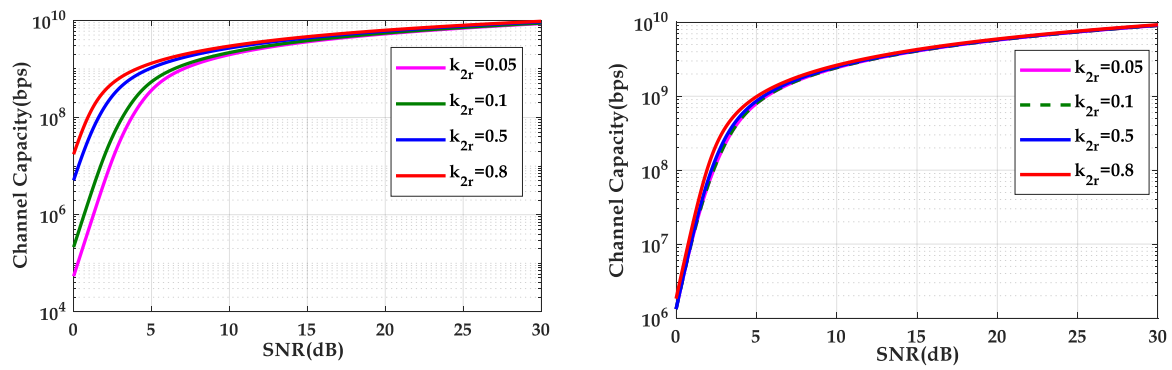 10^10
10^8
10^6
10^4
Channel Capacity(bps)
k_2r=0.05
k_2r=0.1
k_2r=0.5
k_2r=0.8
0 5 10 15 20 25 30
SNR(dB)
10^10
10^9
10^8
10^7
10^6
Channel Capacity(bps)
k_2r=0.05
k_2r=0.1
k_2r=0.5
k_2r=0.8
0 5 10 15 20 25 30
SNR(dB)